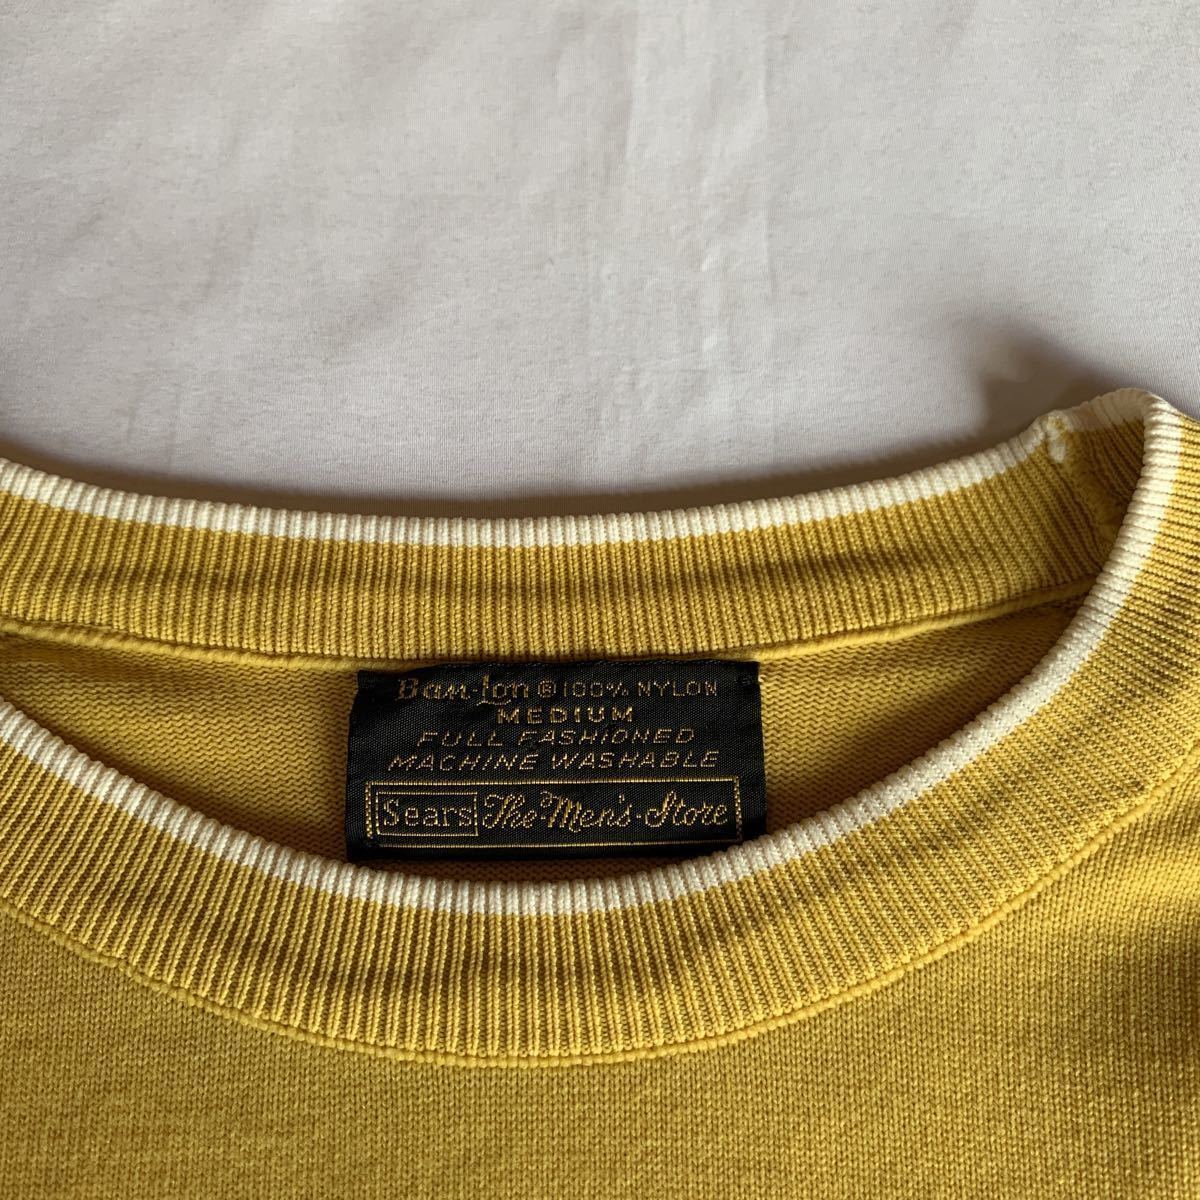 Ban-Lon ® 100% NYLON
MEDIUM
FULL FASHIONED
MACHINE WASHABLE
Sears The Men's Store